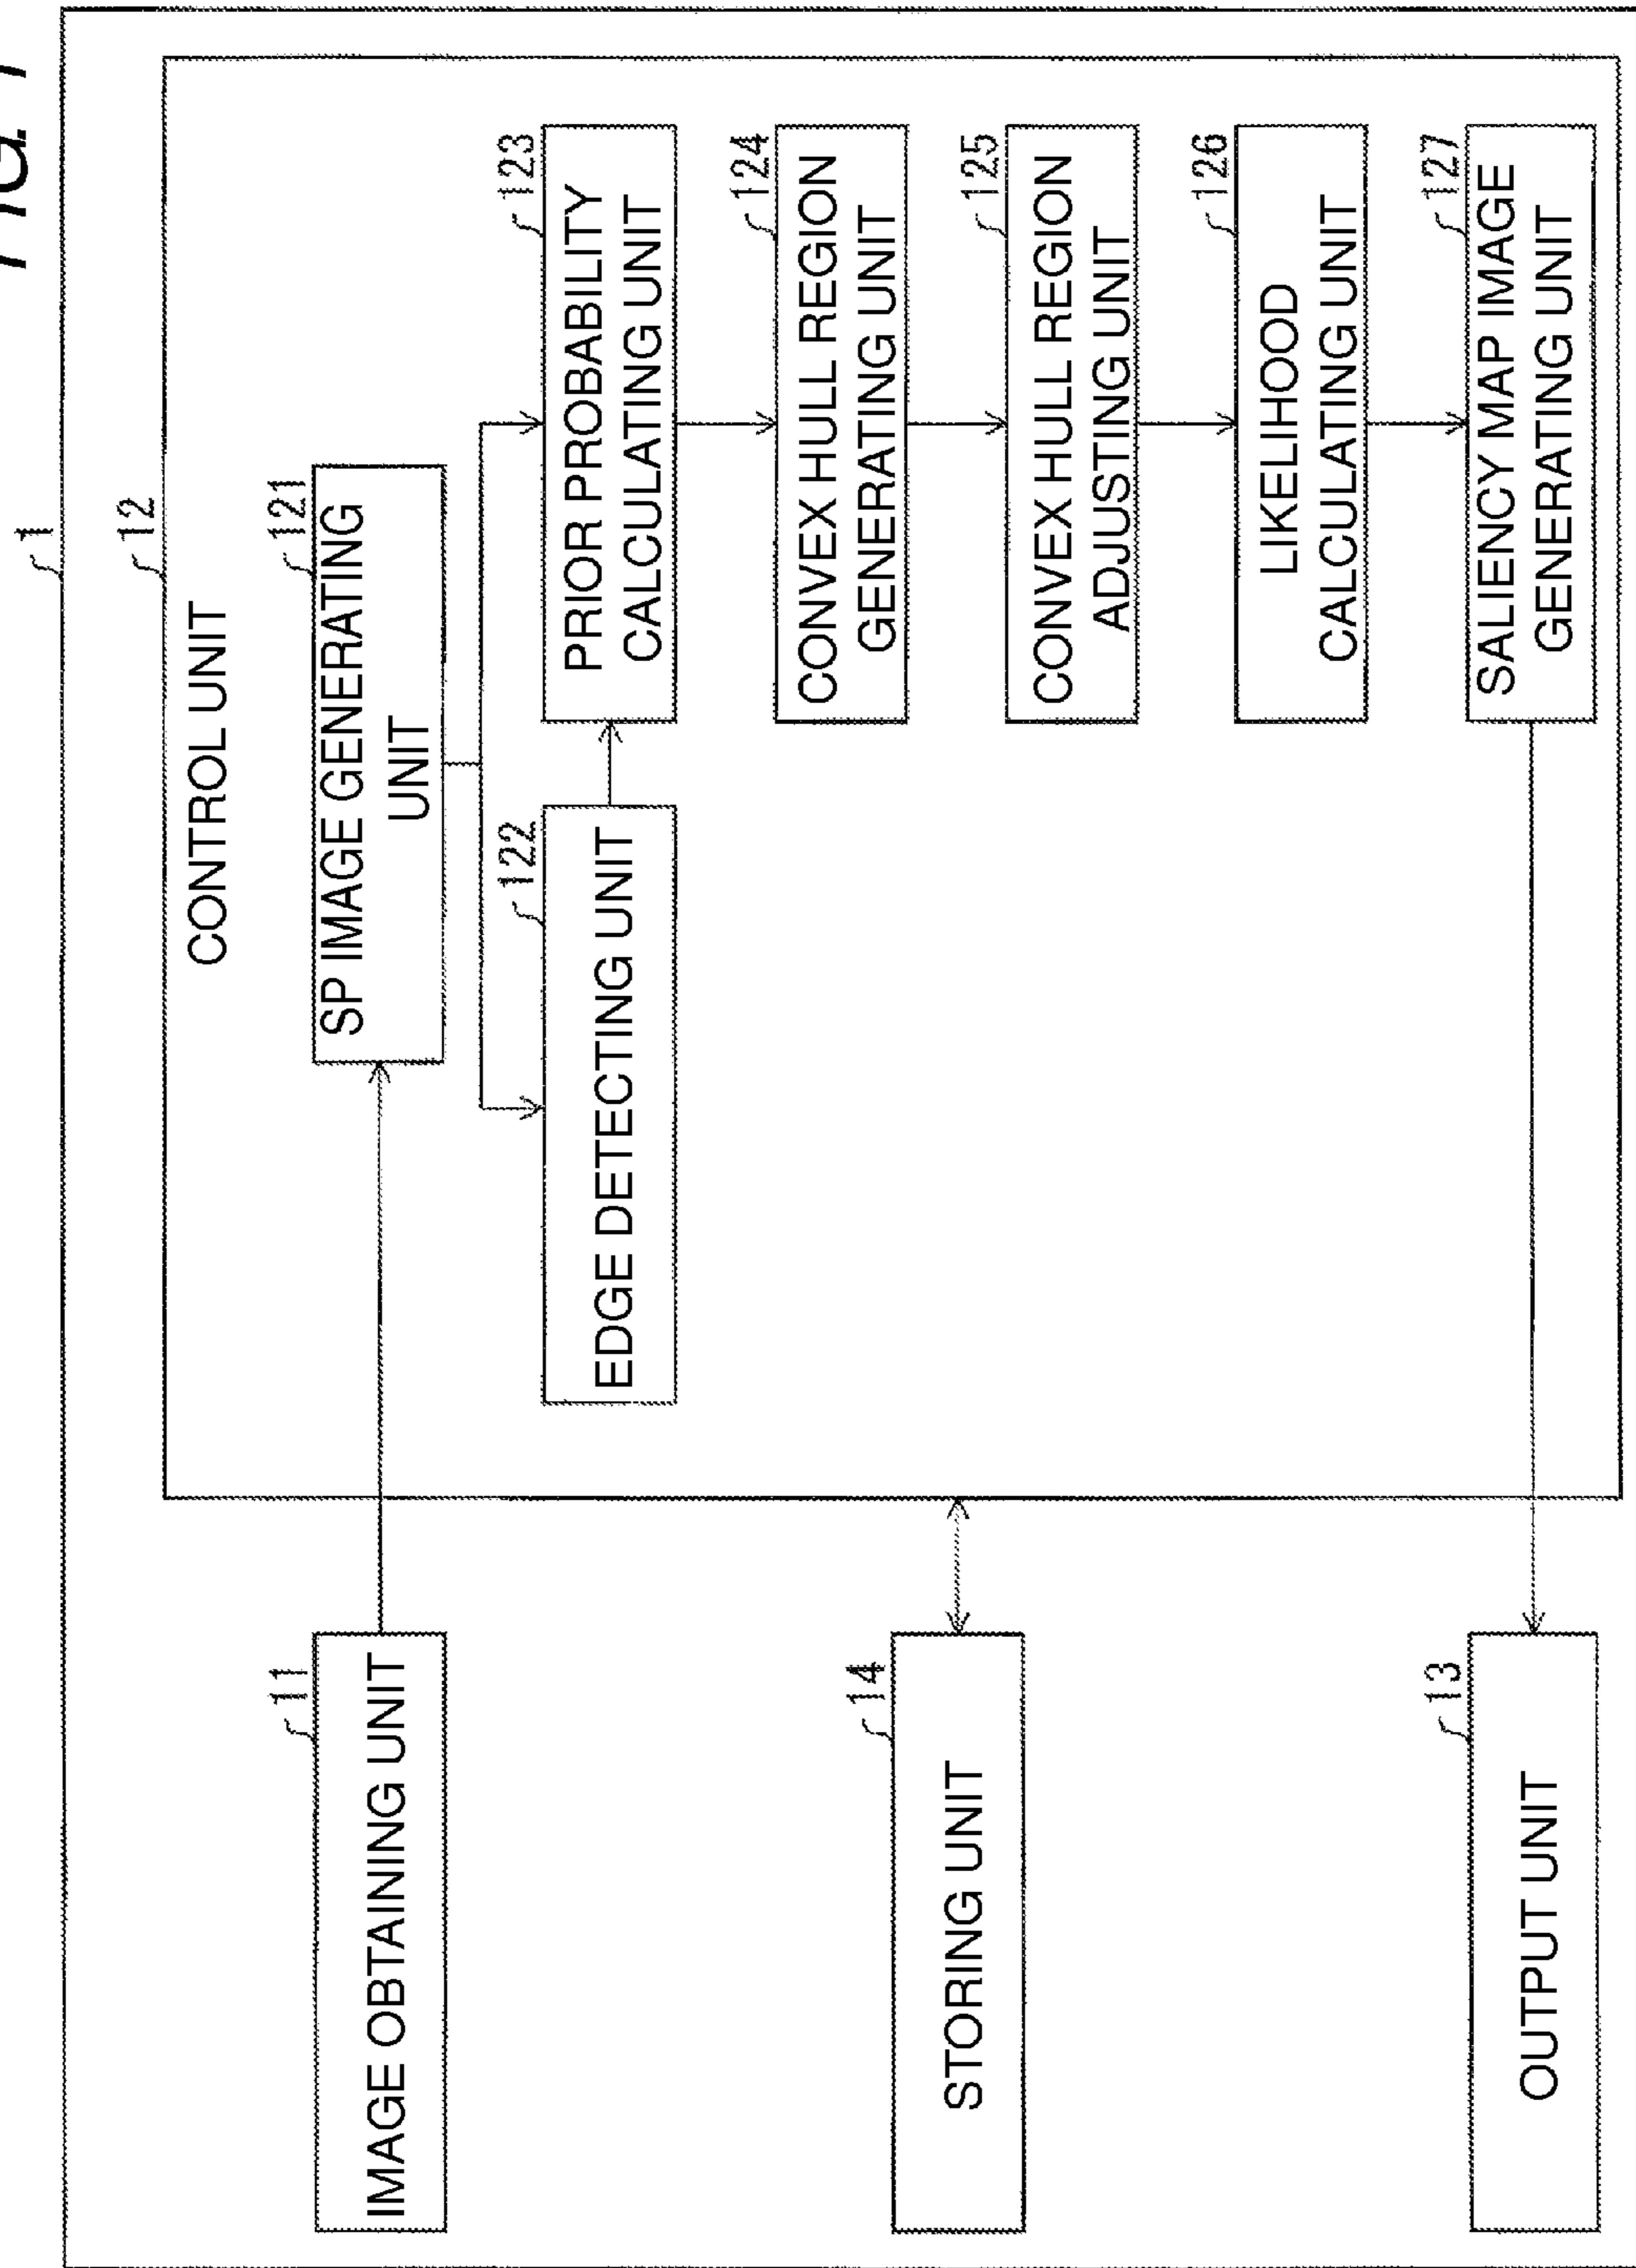 1
12
CONTROL UNIT
11
IMAGE OBTAINING UNIT
121
SP IMAGE GENERATING
UNIT
122
EDGE DETECTING UNIT
123
PRIOR PROBABILITY
CALCULATING UNIT
124
CONVEX HULL REGION
GENERATING UNIT
14
STORING UNIT
125
CONVEX HULL REGION
ADJUSTING UNIT
126
LIKELIHOOD
CALCULATING UNIT
13
OUTPUT UNIT
127
SALIENCY MAP IMAGE
GENERATING UNIT